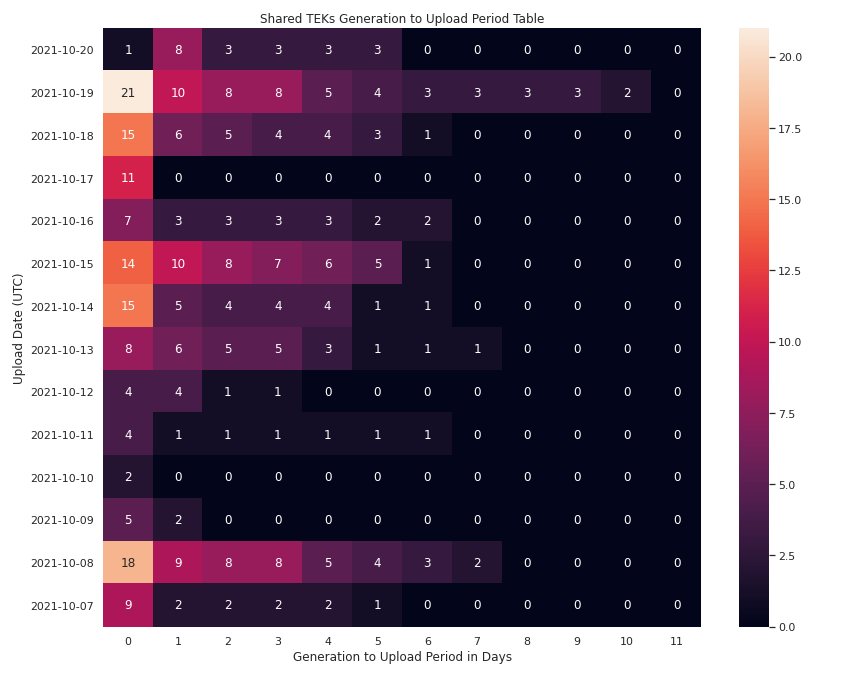 Shared TEKs Generation to Upload Period Table
Upload Date (UTC)
2021-10-20 1 8 3 3 3 3 0 0 0 0 0 0
2021-10-19 21 10 8 8 5 4 3 3 3 3 2 0
2021-10-18 15 6 5 4 4 3 1 0 0 0 0 0
2021-10-17 11 0 0 0 0 0 0 0 0 0 0 0
2021-10-16 7 3 3 3 3 2 2 0 0 0 0 0
2021-10-15 14 10 8 7 6 5 1 0 0 0 0 0
2021-10-14 15 5 4 4 4 1 1 0 0 0 0 0
2021-10-13 8 6 5 5 3 1 1 1 0 0 0 0
2021-10-12 4 4 1 1 0 0 0 0 0 0 0 0
2021-10-11 4 1 1 1 1 1 1 0 0 0 0 0
2021-10-10 2 0 0 0 0 0 0 0 0 0 0 0
2021-10-09 5 2 0 0 0 0 0 0 0 0 0 0
2021-10-08 18 9 8 8 5 4 3 2 0 0 0 0
2021-10-07 9 2 2 2 2 1 0 0 0 0 0 0
0 1 2 3 4 5 6 7 8 9 10 11
Generation to Upload Period in Days
20.0
17.5
15.0
12.5
10.0
7.5
5.0
2.5
0.0